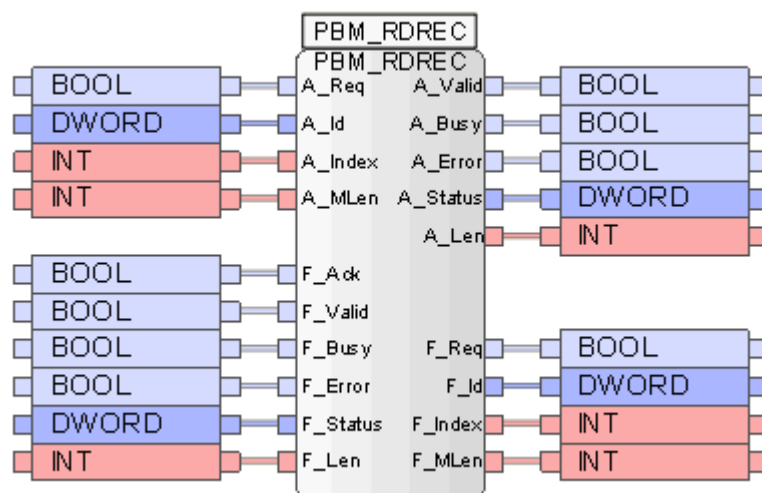 PBM_RDREC
PBM_RDREC
BOOL A_Req A_Valid BOOL
DWORD A_Id A_Busy BOOL
INT A_Index A_Error BOOL
INT A_MLen A_Status DWORD
A_Len INT
BOOL F_Ack
BOOL F_Valid
BOOL F_Busy F_Req BOOL
BOOL F_Error F_Id DWORD
DWORD F_Status F_Index INT
INT F_Len F_MLen INT